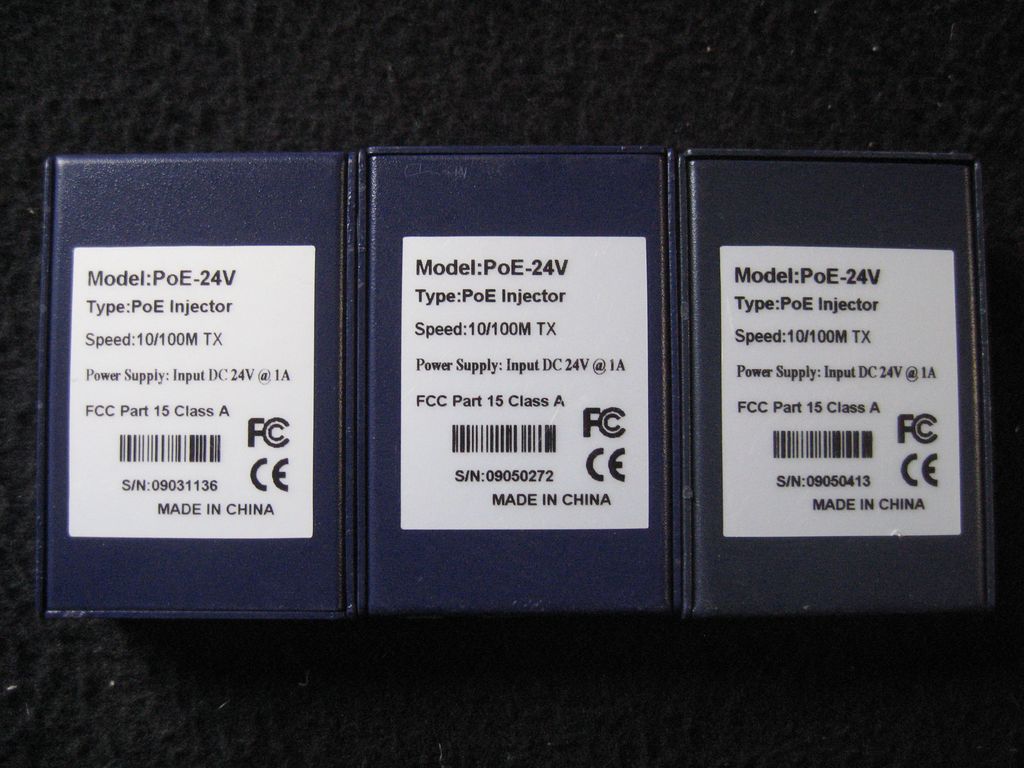 Model:PoE-24V
Type:PoE Injector
Speed:10/100M TX
Power Supply: Input DC 24V @ 1A
FCC Part 15 Class A
FC
CE
S/N:09031136
MADE IN CHINA
Model:PoE-24V
Type:PoE Injector
Speed:10/100M TX
Power Supply: Input DC 24V @ 1A
FCC Part 15 Class A
FC
CE
S/N:09050272
MADE IN CHINA
Model:PoE-24V
Type:PoE Injector
Speed:10/100M TX
Power Supply: Input DC 24V @ 1A
FCC Part 15 Class A
FC
CE
S/N:09050413
MADE IN CHINA